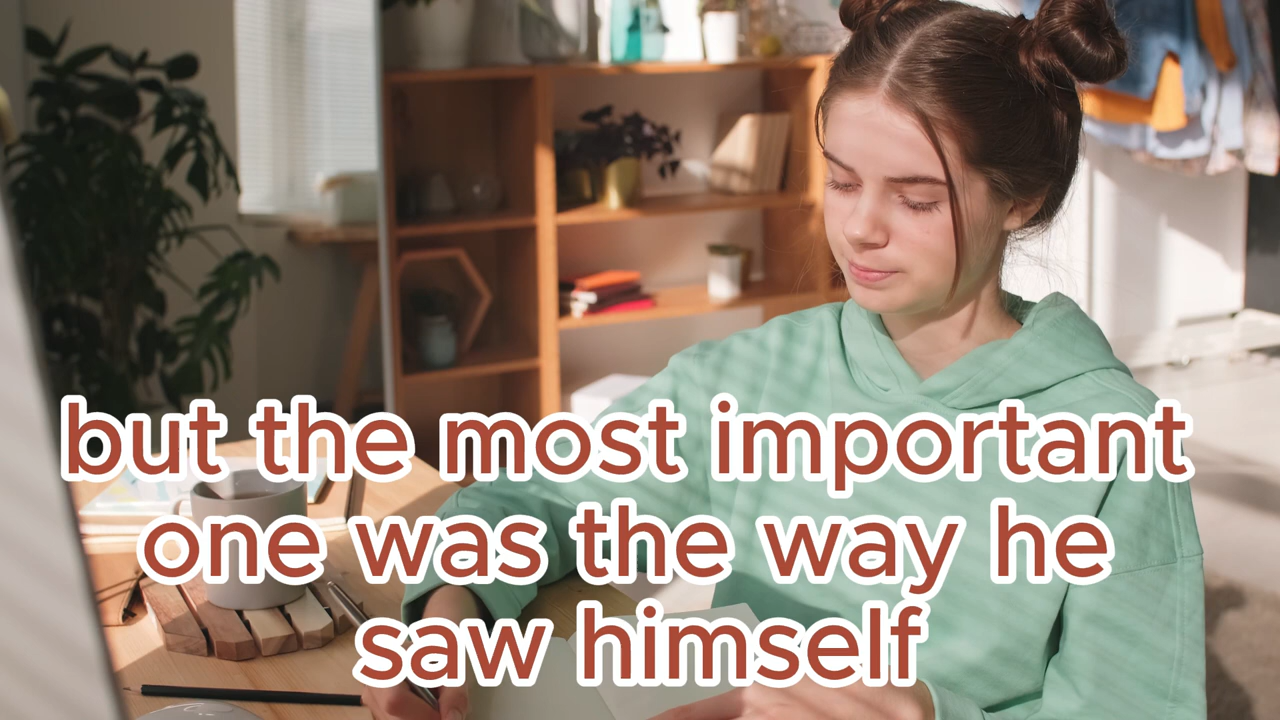 but the most important
one was the way he
saw himself